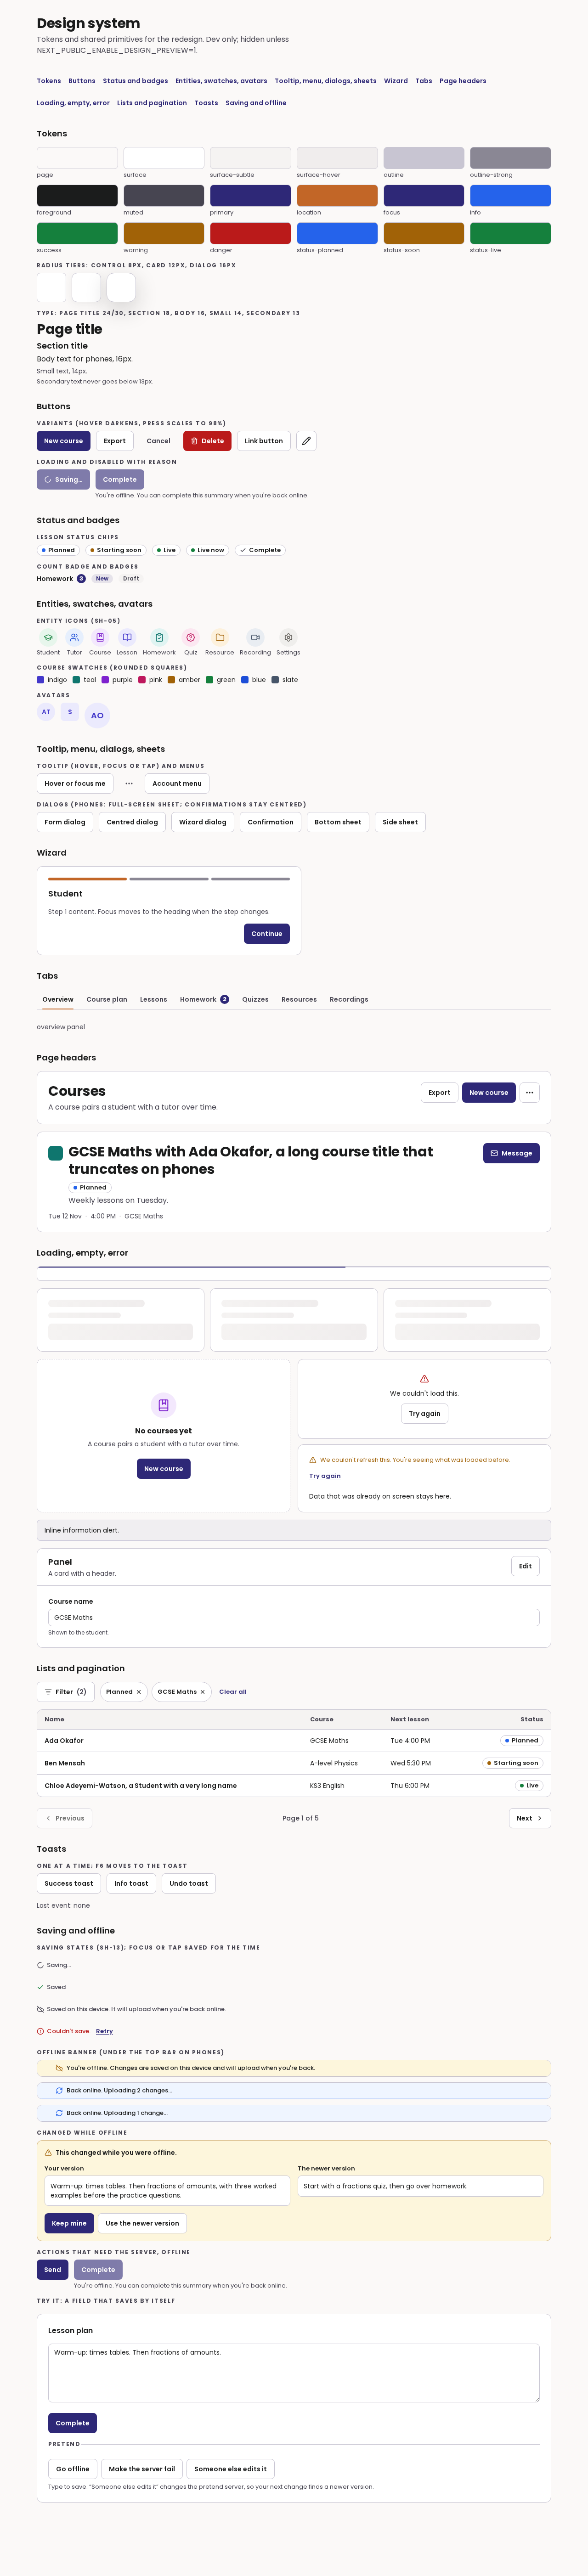 Design system
Tokens and shared primitives for the redesign. Dev only; hidden unless
NEXT_PUBLIC_ENABLE_DESIGN_PREVIEW=1.
Tokens Buttons Status and badges Entities, swatches, avatars Tooltip, menu, dialogs, sheets Wizard Tabs Page headers
Loading, empty, error Lists and pagination Toasts Saving and offline
Tokens
page surface surface-subtle surface-hover outline outline-strong
foreground muted primary location focus info
success warning danger status-planned status-soon status-live
RADIUS TIERS: CONTROL 8PX, CARD 12PX, DIALOG 16PX
TYPE: PAGE TITLE 24/30, SECTION 18, BODY 16, SMALL 14, SECONDARY 13
Page title
Section title
Body text for phones, 16px.
Small text, 14px.
Secondary text never goes below 13px.
Buttons
VARIANTS (HOVER DARKENS, PRESS SCALES TO 98%)
New course Export Cancel Delete Link button
LOADING AND DISABLED WITH REASON
Saving... Complete
You're offline. You can complete this summary when you're back online.
Status and badges
LESSON STATUS CHIPS
Planned Starting soon Live Live now Complete
COUNT BADGE AND BADGES
Homework 3 New Draft
Entities, swatches, avatars
ENTITY ICONS (SH-05)
Student Tutor Course Lesson Homework Quiz Resource Recording Settings
COURSE SWATCHES (ROUNDED SQUARES)
indigo teal purple pink amber green blue slate
AVATARS
AT S AO
Tooltip, menu, dialogs, sheets
TOOLTIP (HOVER, FOCUS OR TAP) AND MENUS
Hover or focus me Account menu
DIALOGS (PHONES: FULL-SCREEN SHEET; CONFIRMATIONS STAY CENTRED)
Form dialog Centred dialog Wizard dialog Confirmation Bottom sheet Side sheet
Wizard
Student
Step 1 content. Focus moves to the heading when the step changes.
Continue
Tabs
Overview Course plan Lessons Homework 2 Quizzes Resources Recordings
overview panel
Page headers
Courses
A course pairs a student with a tutor over time.
Export New course
GCSE Maths with Ada Okafor, a long course title that
truncates on phones
Message
Planned
Weekly lessons on Tuesday.
Tue 12 Nov · 4:00 PM · GCSE Maths
Loading, empty, error
No courses yet
A course pairs a student with a tutor over time.
New course
We couldn't load this.
Try again
We couldn't refresh this. You're seeing what was loaded before.
Try again
Data that was already on screen stays here.
Inline information alert.
Panel
A card with a header.
Edit
Course name
GCSE Maths
Shown to the student.
Lists and pagination
Filter (2) Planned GCSE Maths Clear all
Name Course Next lesson Status
Ada Okafor GCSE Maths Tue 4:00 PM Planned
Ben Mensah A-level Physics Wed 5:30 PM Starting soon
Chloe Adeyemi-Watson, a Student with a very long name KS3 English Thu 6:00 PM Live
Previous Page 1 of 5 Next
Toasts
ONE AT A TIME; F6 MOVES TO THE TOAST
Success toast Info toast Undo toast
Last event: none
Saving and offline
SAVING STATES (SH-13); FOCUS OR TAP SAVED FOR THE TIME
Saving...
Saved
Saved on this device. It will upload when you're back online.
Couldn't save. Retry
OFFLINE BANNER (UNDER THE TOP BAR ON PHONES)
You're offline. Changes are saved on this device and will upload when you're back.
Back online. Uploading 2 changes...
Back online. Uploading 1 change...
CHANGED WHILE OFFLINE
This changed while you were offline.
Your version The newer version
Warm-up: times tables. Then fractions of amounts, with three worked
examples before the practice questions.
Start with a fractions quiz, then go over homework.
Keep mine Use the newer version
ACTIONS THAT NEED THE SERVER, OFFLINE
Send Complete
You're offline. You can complete this summary when you're back online.
TRY IT: A FIELD THAT SAVES BY ITSELF
Lesson plan
Warm-up: times tables. Then fractions of amounts.
Complete
PRETEND
Go offline Make the server fail Someone else edits it
Type to save. "Someone else edits it" changes the pretend server, so your next change finds a newer version.